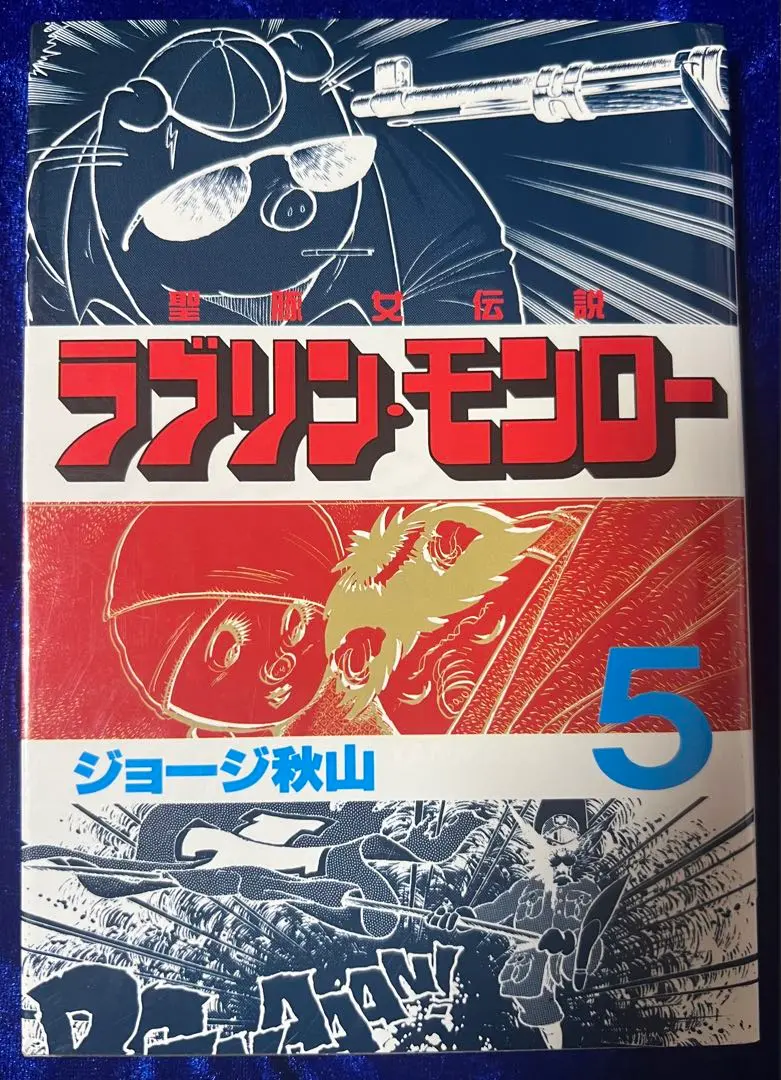 聖豚女伝説
ラブリン・モンロー
5
ジョージ秋山